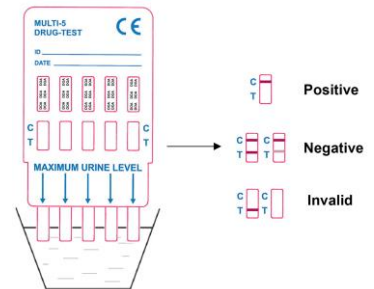 MULTI-5
DRUG-TEST
CE
ID
DATE
C C
T T
MAXIMUM URINE LEVEL
C
T
Positive
C C
T T
Negative
C C
T T
Invalid